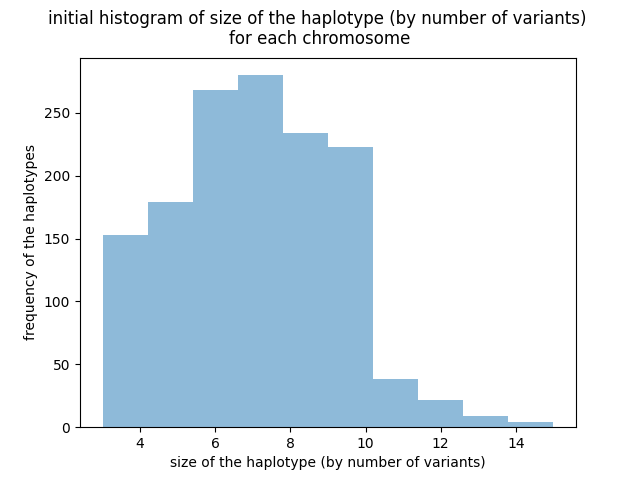 initial histogram of size of the haplotype (by number of variants)
for each chromosome
frequency of the haplotypes
250
200
150
100
50
0
4 6 8 10 12 14
size of the haplotype (by number of variants)